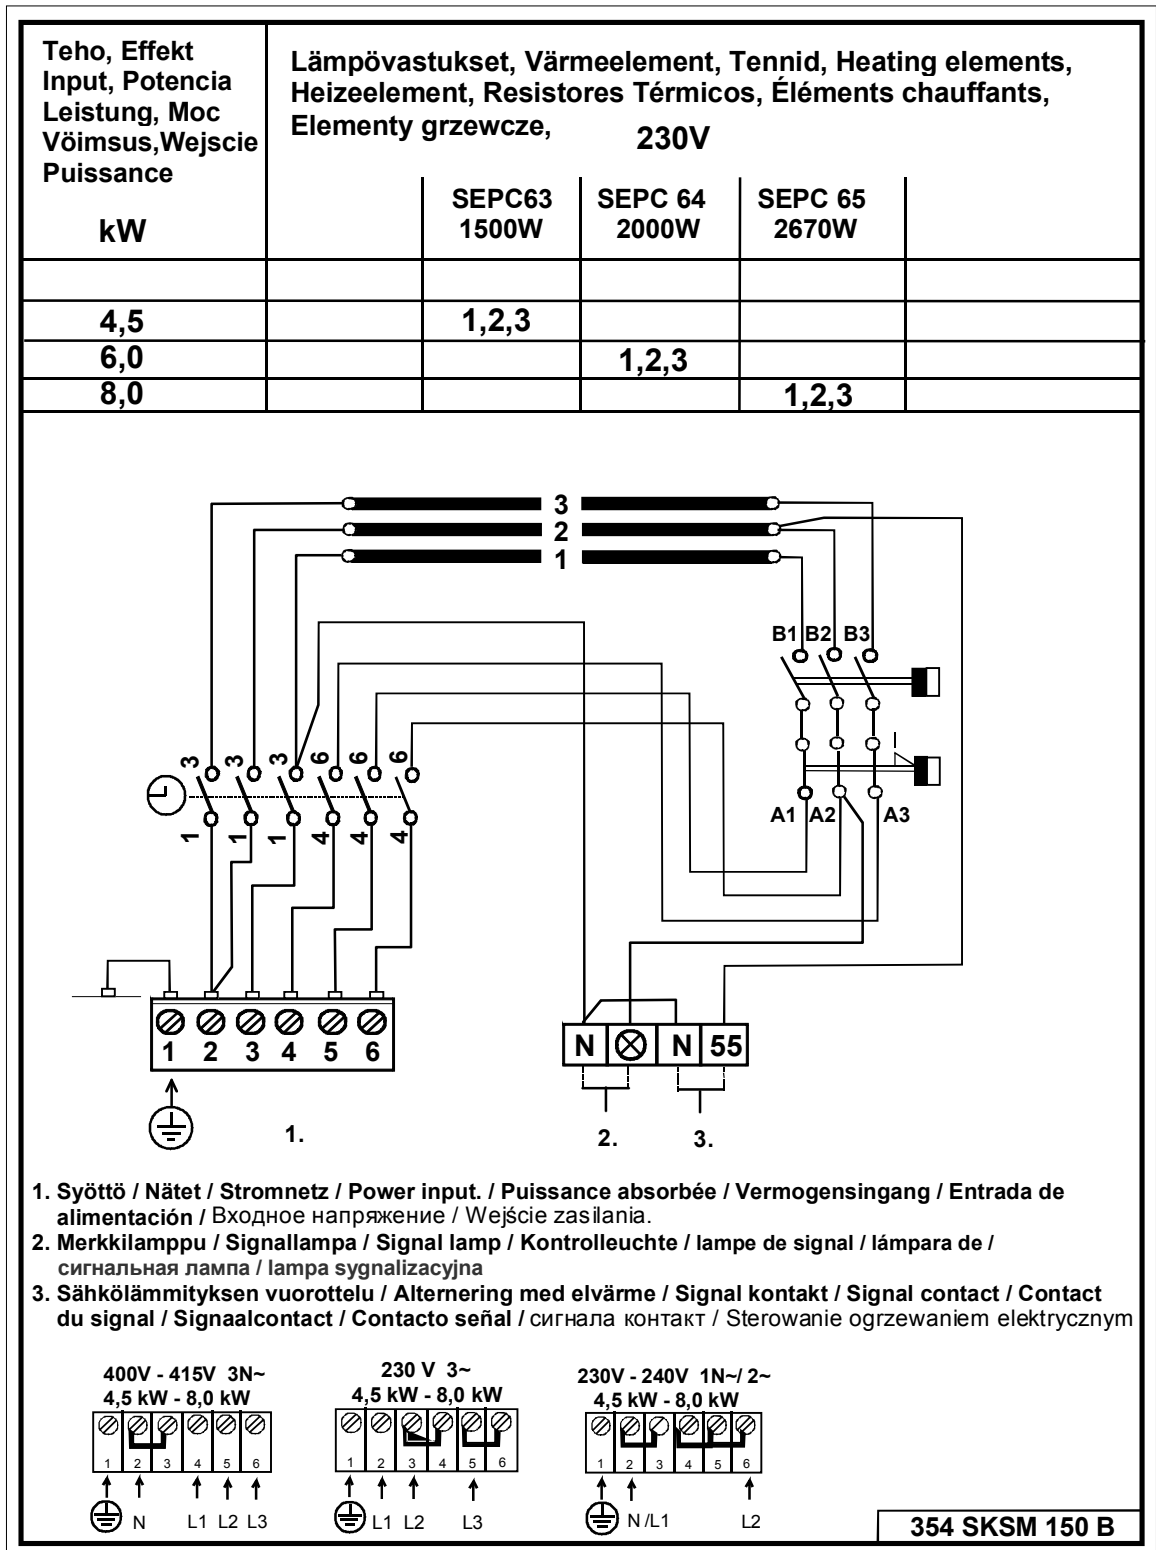 Teho, Effekt
Input, Potencia
Leistung, Moc
Vöimsus,Wejscie
Puissance
kW
Lämpövastukset, Värmeelement, Tennid, Heating elements,
Heizeelement, Resistores Térmicos, Éléments chauffants,
Elementy grzewcze, 230V
SEPC63 SEPC 64 SEPC 65
1500W 2000W 2670W
4,5 1,2,3
6,0 1,2,3
8,0 1,2,3
3
2
1
B1 B2 B3
3 3 3 6 6 6
1 1 1 4 4 4
A1 A2 A3
1 2 3 4 5 6
N N 55
1. 2. 3.
1. Syöttö / Nätet / Stromnetz / Power input. / Puissance absorbée / Vermogensingang / Entrada de
alimentación / Входное напряжение / Wejście zasilania.
2. Merkkilamppu / Signallampa / Signal lamp / Kontrolleuchte / lampe de signal / lámpara de /
сигнальная лампа / lampa sygnalizacyjna
3. Sähkölämmityksen vuorottelu / Alternering med elvärme / Signal kontakt / Signal contact / Contact
du signal / Signaalcontact / Contacto señal / сигнала контакт / Sterowanie ogrzewaniem elektrycznym
400V - 415V 3N~
4,5 kW - 8,0 kW
1 2 3 4 5 6
N L1 L2 L3
230 V 3~
4,5 kW - 8,0 kW
1 2 3 4 5 6
L1 L2 L3
230V - 240V 1N~/ 2~
4,5 kW - 8,0 kW
1 2 3 4 5 6
N /L1 L2
354 SKSM 150 B